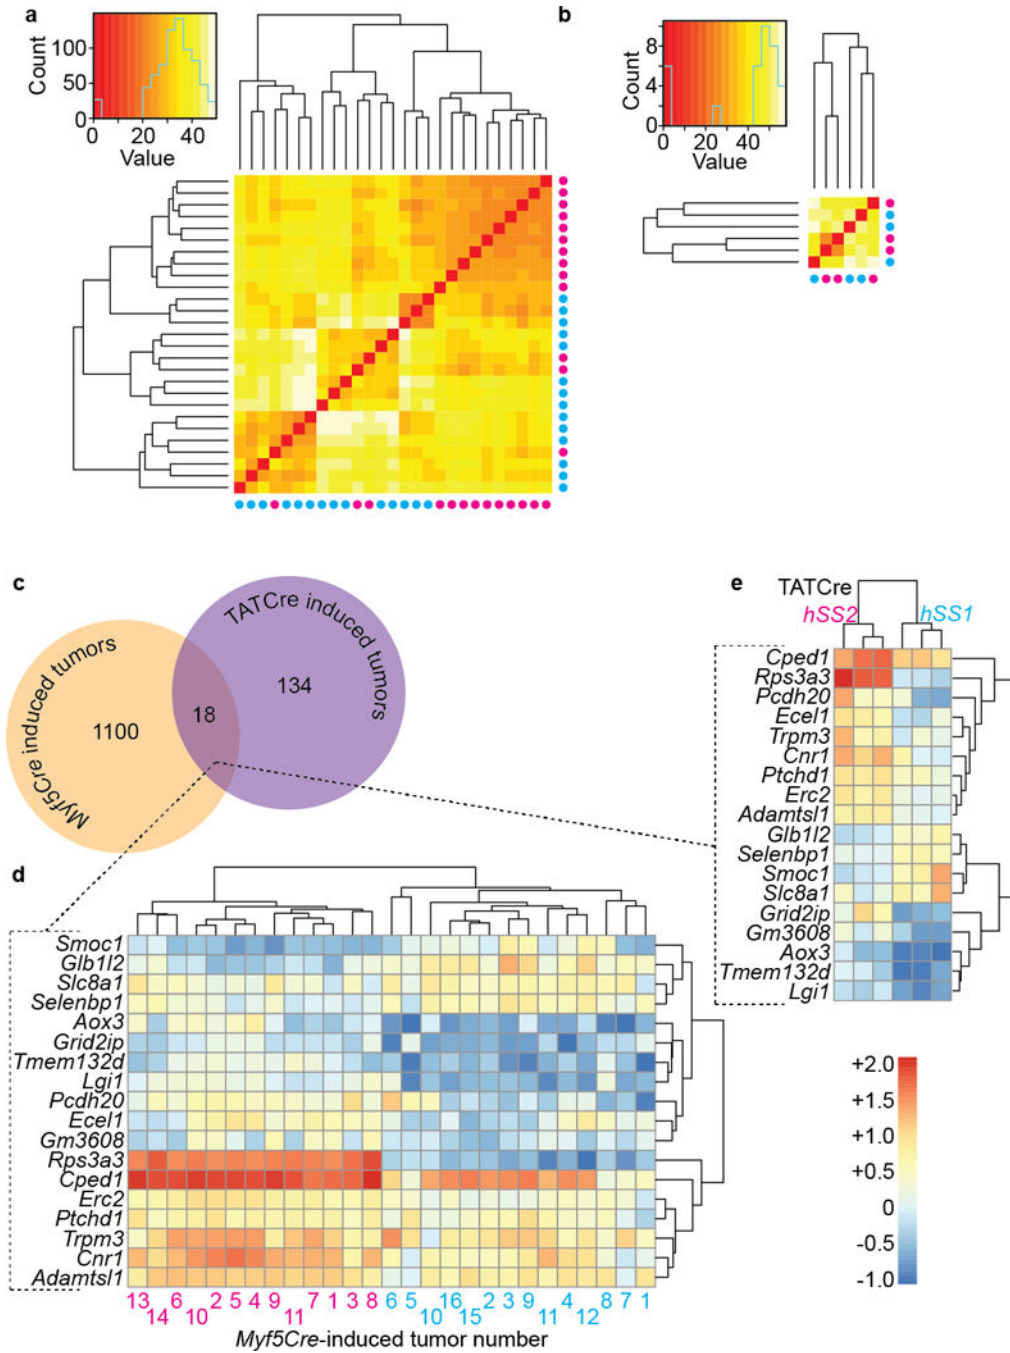 a
100
50
0
Count
0 20 40
Value
b
8
4
0
Count
0 20 40
Value
c
Myf5Cre induced tumors
TATCre induced tumors
1100
18
134
e
TATCre
hSS2 hSS1
Cped1
Rps3a3
Pcdh20
Ecel1
Trpm3
Cnr1
Ptchd1
Erc2
Adamtsl1
Glb1l2
Selenbp1
Smoc1
Slc8a1
Grid2ip
Gm3608
Aox3
Tmem132d
Lgi1
d
Smoc1
Glb1l2
Slc8a1
Selenbp1
Aox3
Grid2ip
Tmem132d
Lgi1
Pcdh20
Ecel1
Gm3608
Rps3a3
Cped1
Erc2
Ptchd1
Trpm3
Cnr1
Adamtsl1
13 6 2 5 4 9 7 1 3 8 6 5 16 2 3 9 4 8 7 1
14 10 11 10 15 11 12
Myf5Cre-induced tumor number
+2.0
+1.5
+1.0
+0.5
0
-0.5
-1.0